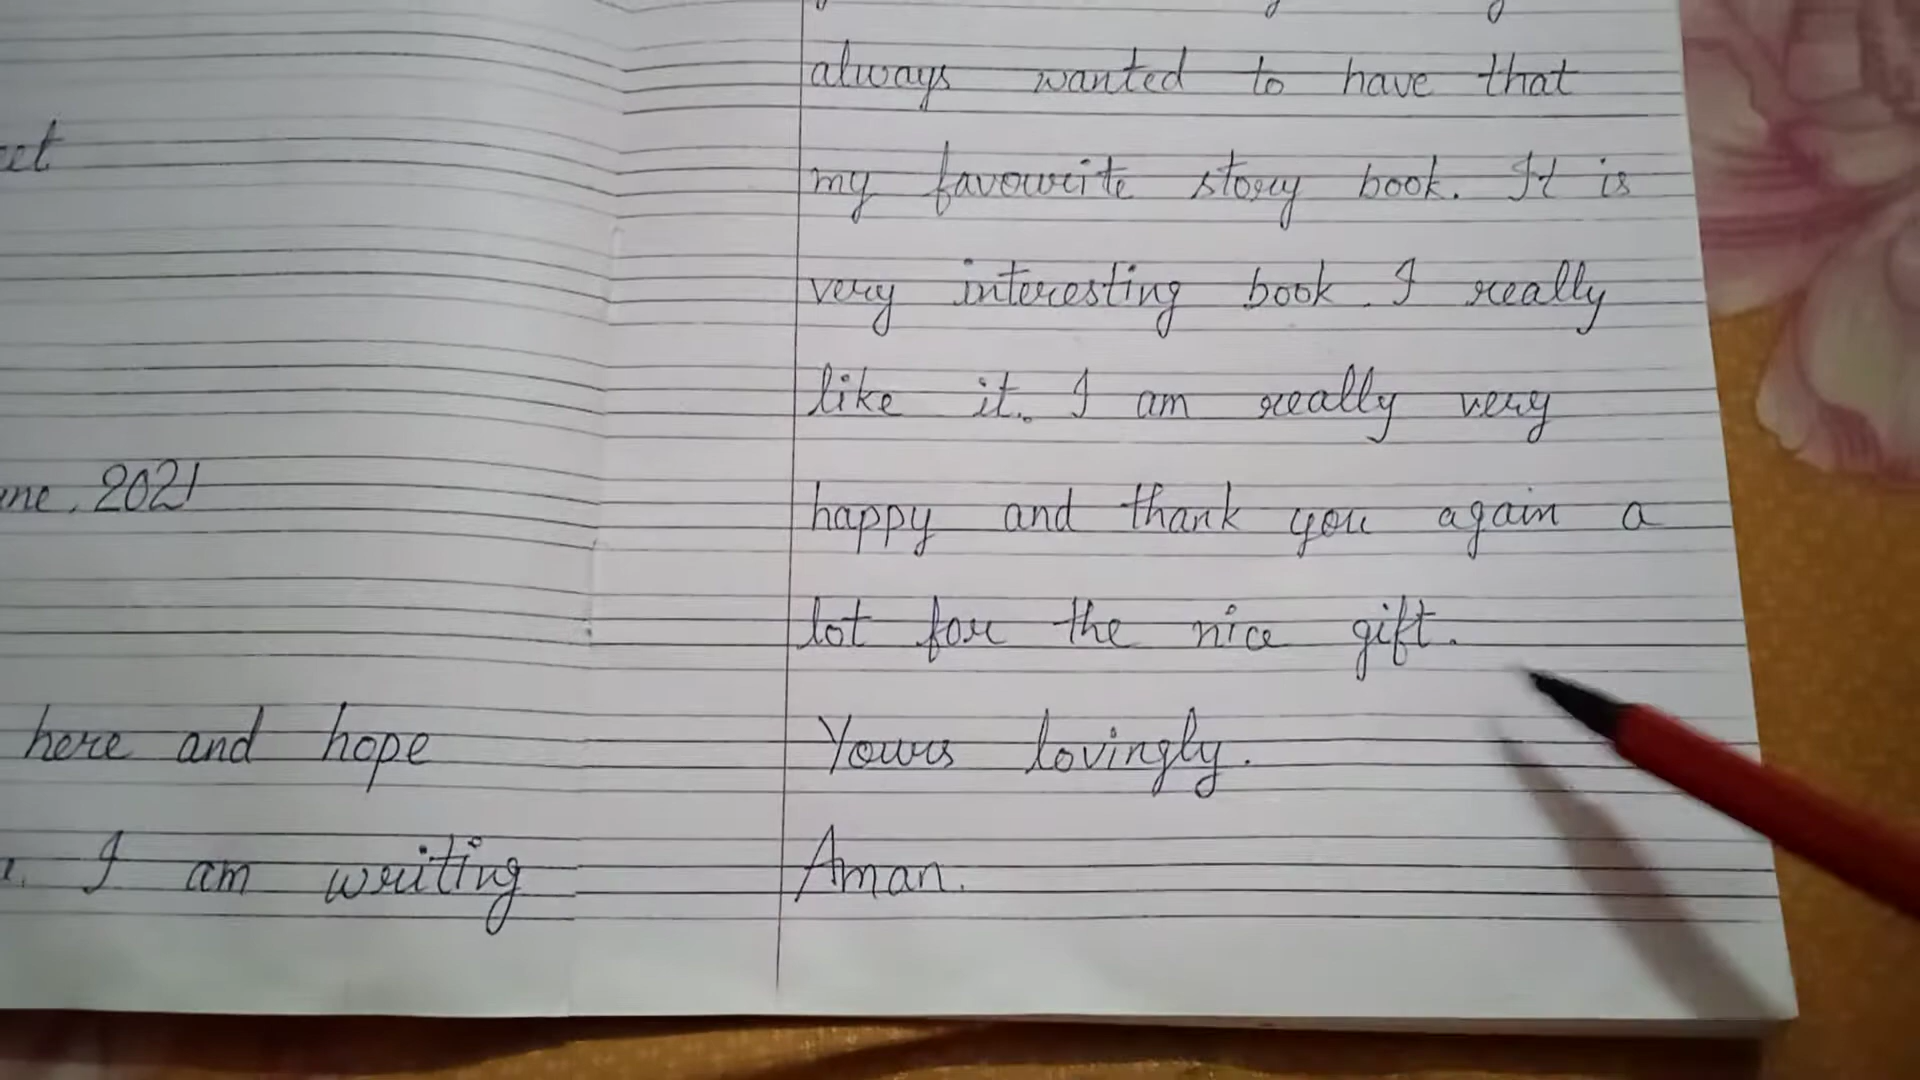 2021
here and hope
I am writing
always wanted to have that
my favourite story book. It is
very interesting book. I really
like it. I am really very
happy and thank you again a
lot for the nice gift.
Yours lovingly.
Aman.